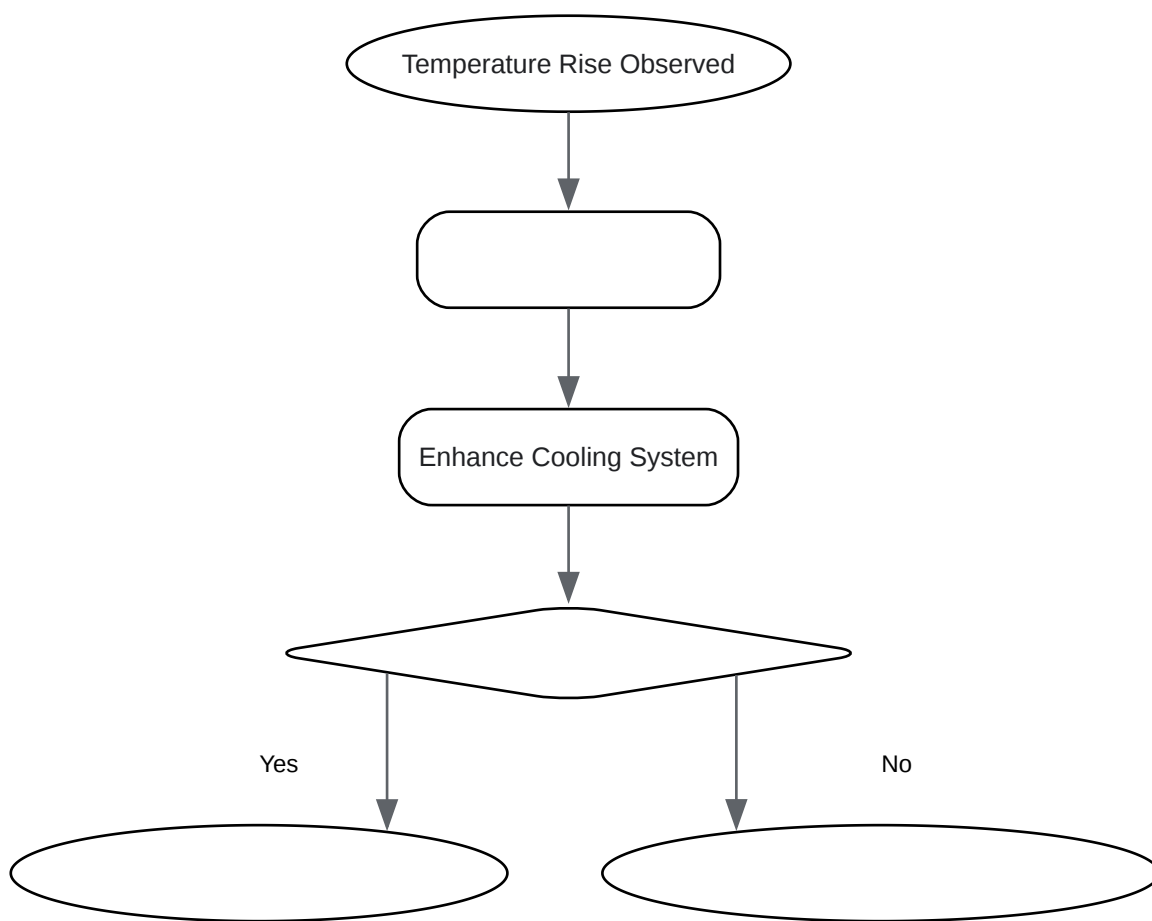 Temperature Rise Observed
Enhance Cooling System
Yes
No